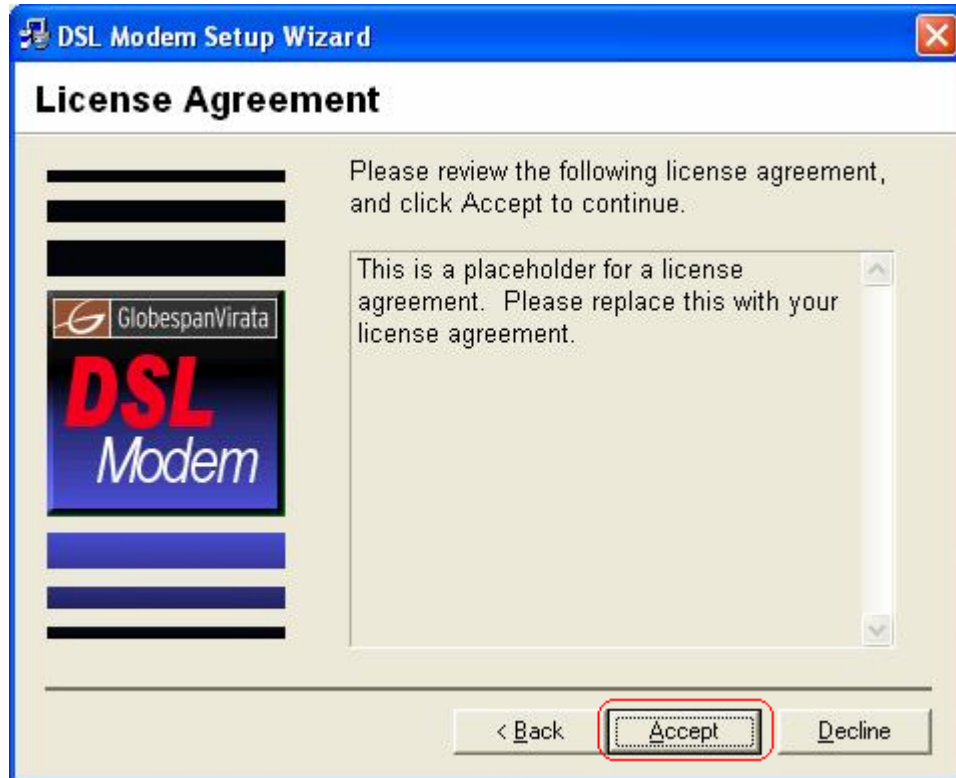 DSL Modem Setup Wizard
License Agreement
Please review the following license agreement,
and click Accept to continue.
This is a placeholder for a license
agreement.  Please replace this with your
license agreement.
GlobespanVirata
DSL
Modem
< Back
Accept
Decline